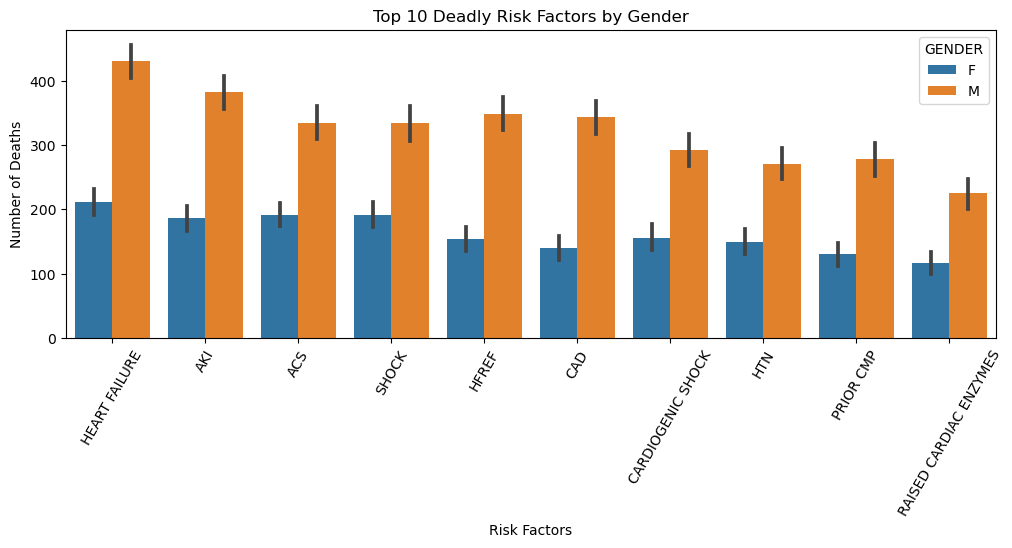 Top 10 Deadly Risk Factors by Gender
GENDER
F
M
Number of Deaths
400
300
200
100
0
HEART FAILURE
AKI
ACS
SHOCK
HFREF
CAD
CARDIOGENIC SHOCK
HTN
PRIOR CMP
RAISED CARDIAC ENZYMES
Risk Factors